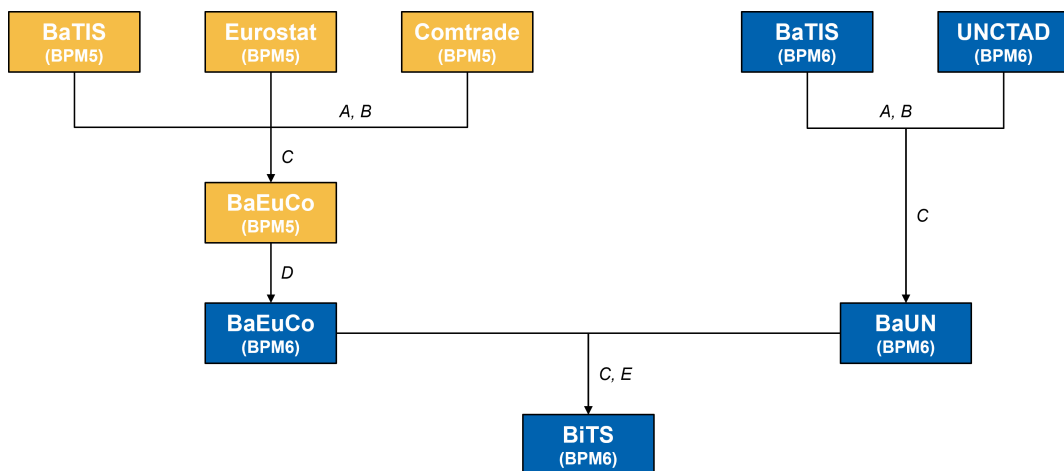 BaTIS
(BPM5)
Eurostat
(BPM5)
Comtrade
(BPM5)
BaTIS
(BPM6)
UNCTAD
(BPM6)
A, B
A, B
C
BaEuCo
(BPM5)
C
D
BaEuCo
(BPM6)
BaUN
(BPM6)
C, E
BiTS
(BPM6)